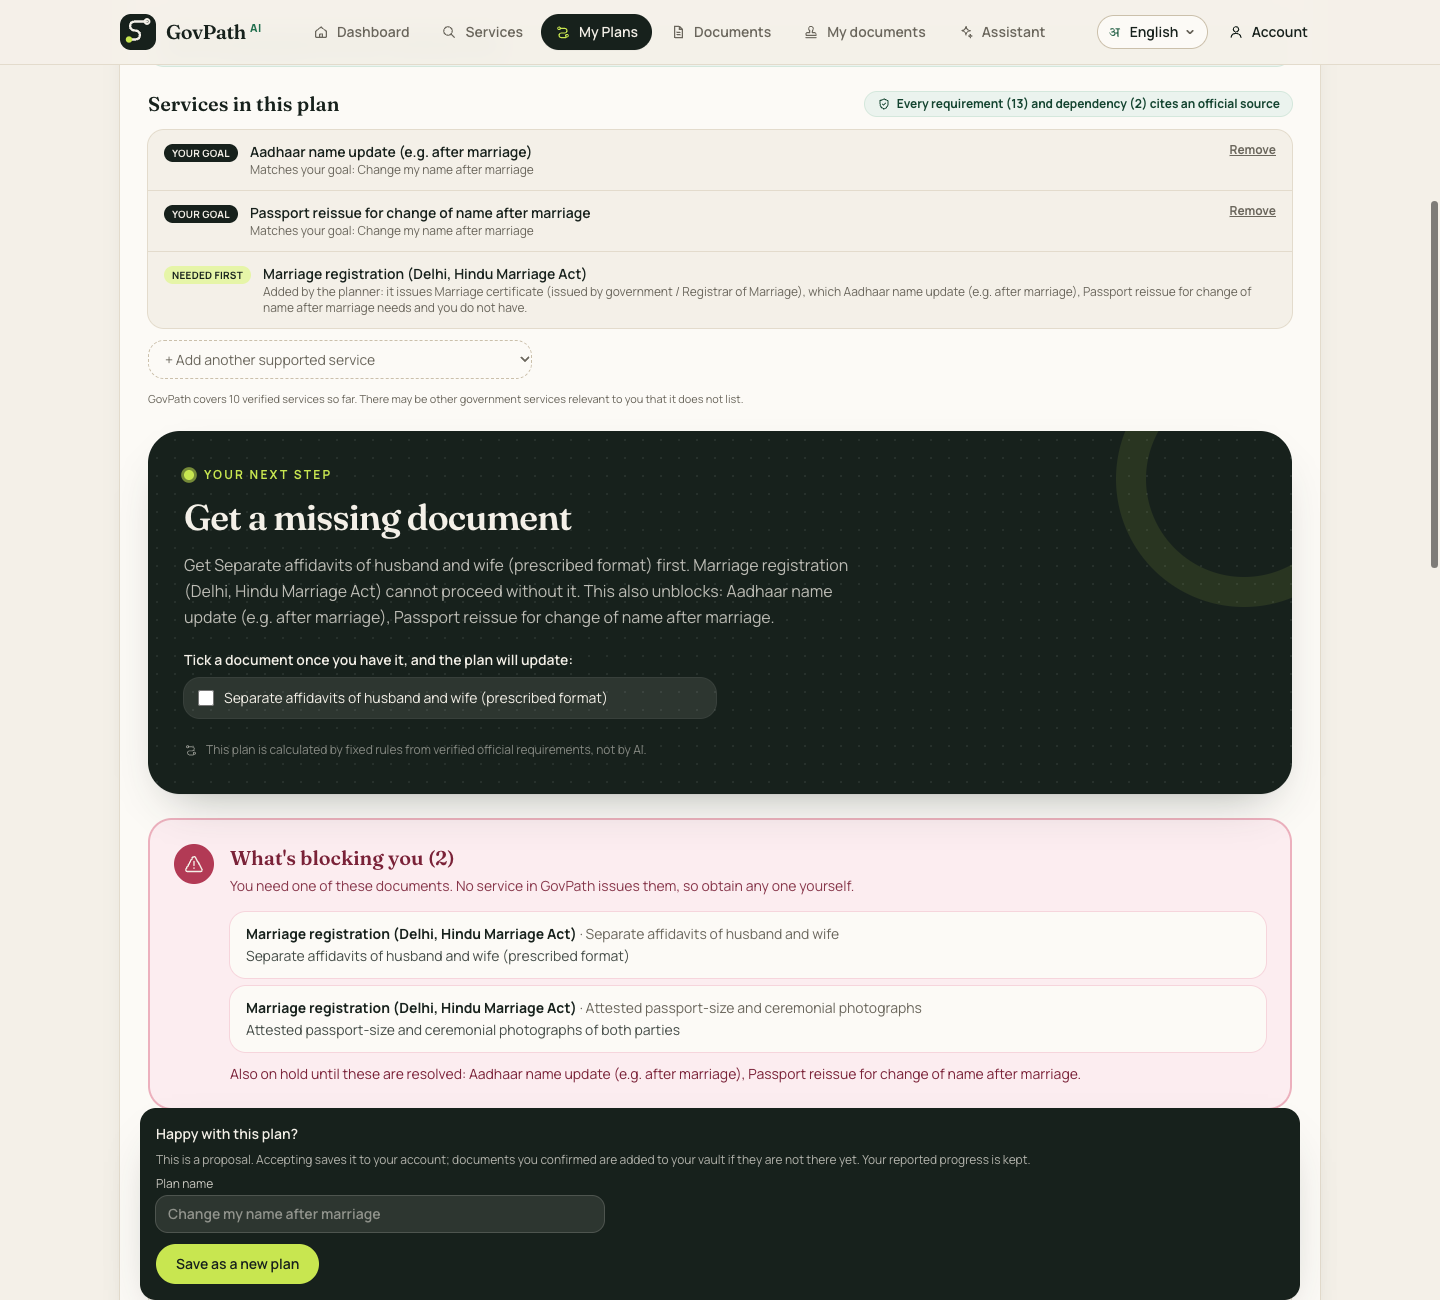 GovPath AI
Dashboard
Services
My Plans
Documents
My documents
Assistant
अ English
Account
Services in this plan
Every requirement (13) and dependency (2) cites an official source
YOUR GOAL
Aadhaar name update (e.g. after marriage)
Remove
Matches your goal: Change my name after marriage
YOUR GOAL
Passport reissue for change of name after marriage
Remove
Matches your goal: Change my name after marriage
NEEDED FIRST
Marriage registration (Delhi, Hindu Marriage Act)
Added by the planner: it issues Marriage certificate (issued by government / Registrar of Marriage), which Aadhaar name update (e.g. after marriage), Passport reissue for change of
name after marriage needs and you do not have.
+ Add another supported service
GovPath covers 10 verified services so far. There may be other government services relevant to you that it does not list.
YOUR NEXT STEP
Get a missing document
Get Separate affidavits of husband and wife (prescribed format) first. Marriage registration
(Delhi, Hindu Marriage Act) cannot proceed without it. This also unblocks: Aadhaar name
update (e.g. after marriage), Passport reissue for change of name after marriage.
Tick a document once you have it, and the plan will update:
Separate affidavits of husband and wife (prescribed format)
This plan is calculated by fixed rules from verified official requirements, not by AI.
What's blocking you (2)
You need one of these documents. No service in GovPath issues them, so obtain any one yourself.
Marriage registration (Delhi, Hindu Marriage Act) · Separate affidavits of husband and wife
Separate affidavits of husband and wife (prescribed format)
Marriage registration (Delhi, Hindu Marriage Act) · Attested passport-size and ceremonial photographs
Attested passport-size and ceremonial photographs of both parties
Also on hold until these are resolved: Aadhaar name update (e.g. after marriage), Passport reissue for change of name after marriage.
Happy with this plan?
This is a proposal. Accepting saves it to your account; documents you confirmed are added to your vault if they are not there yet. Your reported progress is kept.
Plan name
Change my name after marriage
Save as a new plan